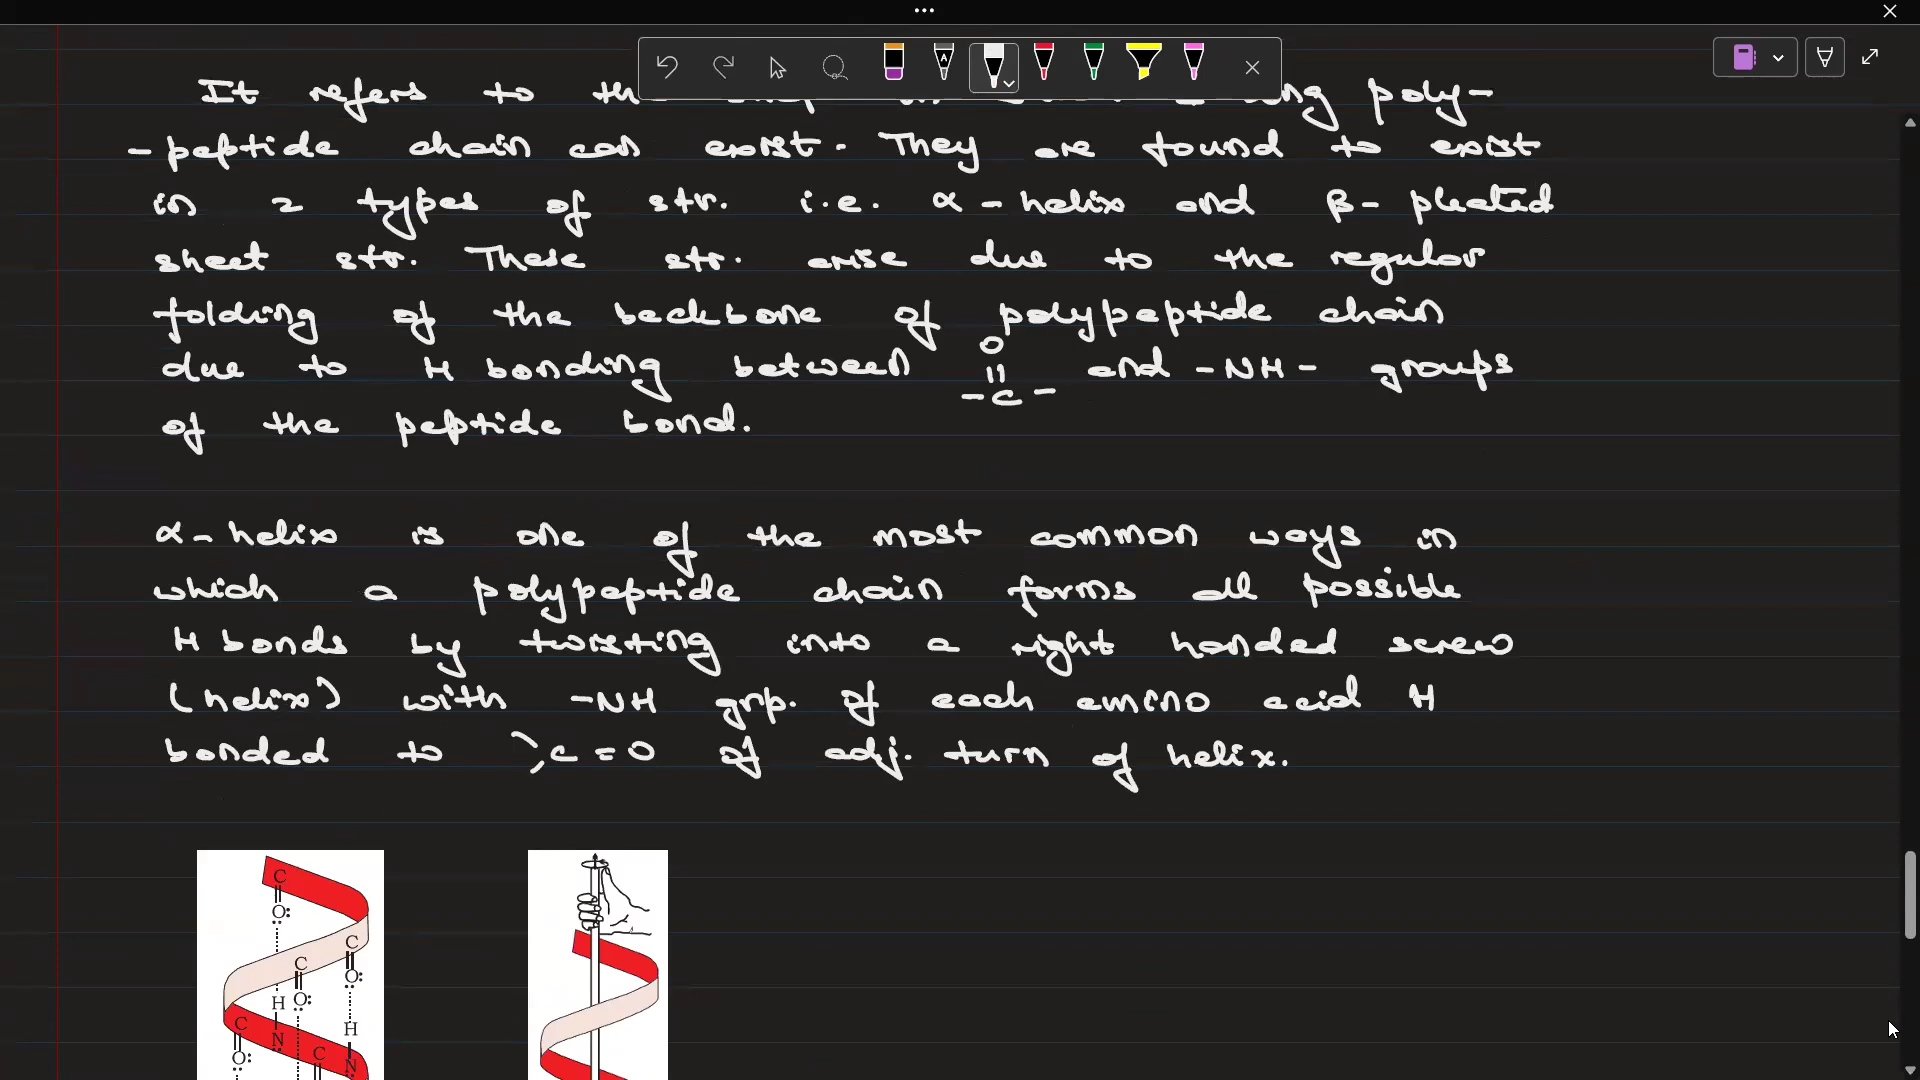 It refers to the ... long poly-
-peptide chain can exist. They are found to exist
in 2 types of str. i.e. α-helix and β-pleated
sheet str. These str. arise due to the regular
folding of the backbone of polypeptide chain
due to H bonding between -C(=O)- and -NH- groups
of the peptide bond.
α-helix is one of the most common ways in
which a polypeptide chain forms all possible
H bonds by twisting into a right handed screw
(helix) with -NH grp. of each amino acid H
bonded to >C=O of adj. turn of helix.
C
O:
C
C
O:
H
O:
C
H
N
C
O:
N